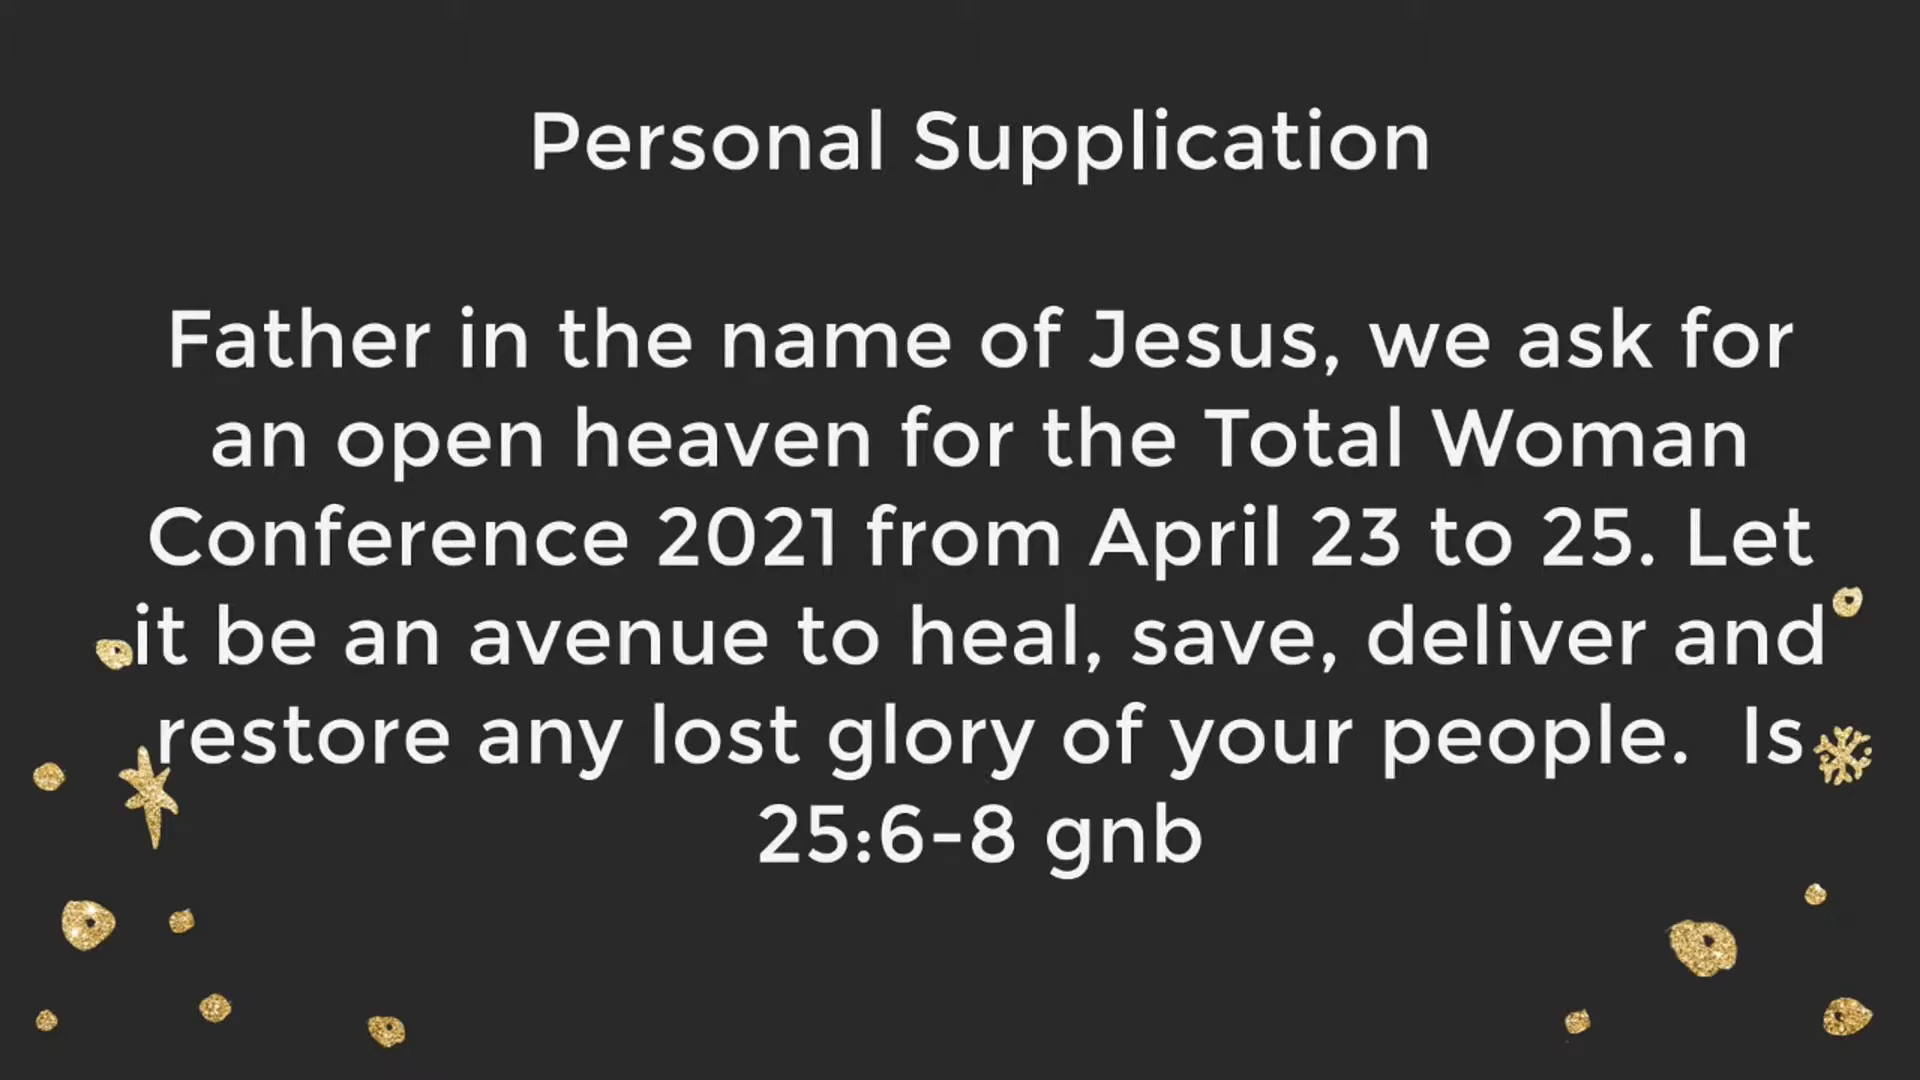 Personal Supplication
Father in the name of Jesus, we ask for
an open heaven for the Total Woman
Conference 2021 from April 23 to 25. Let
it be an avenue to heal, save, deliver and
restore any lost glory of your people.  Is
25:6-8 gnb